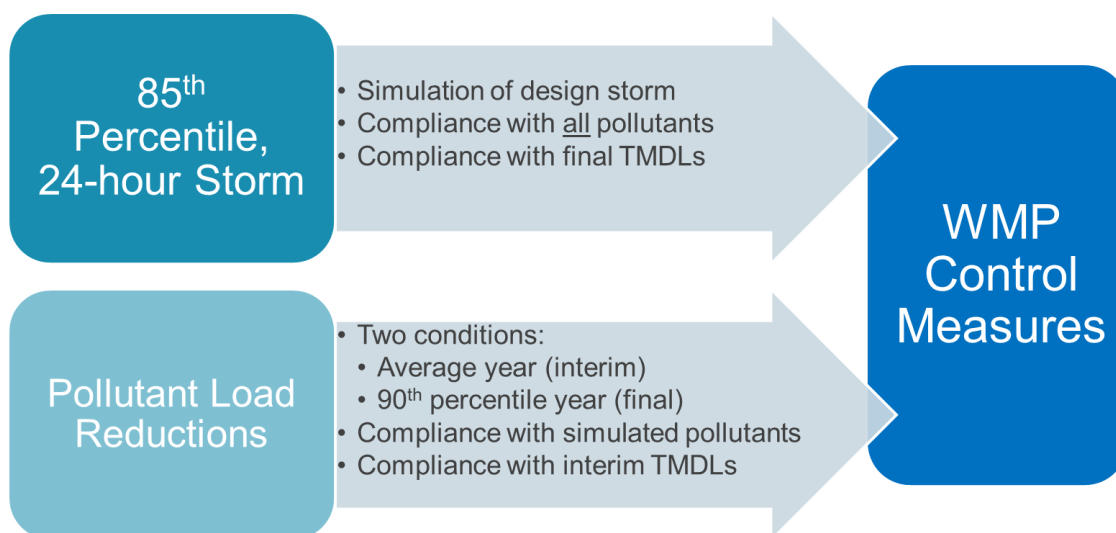 85th
Percentile,
24-hour Storm
• Simulation of design storm
• Compliance with all pollutants
• Compliance with final TMDLs
Pollutant Load
Reductions
• Two conditions:
• Average year (interim)
• 90th percentile year (final)
• Compliance with simulated pollutants
• Compliance with interim TMDLs
WMP
Control
Measures